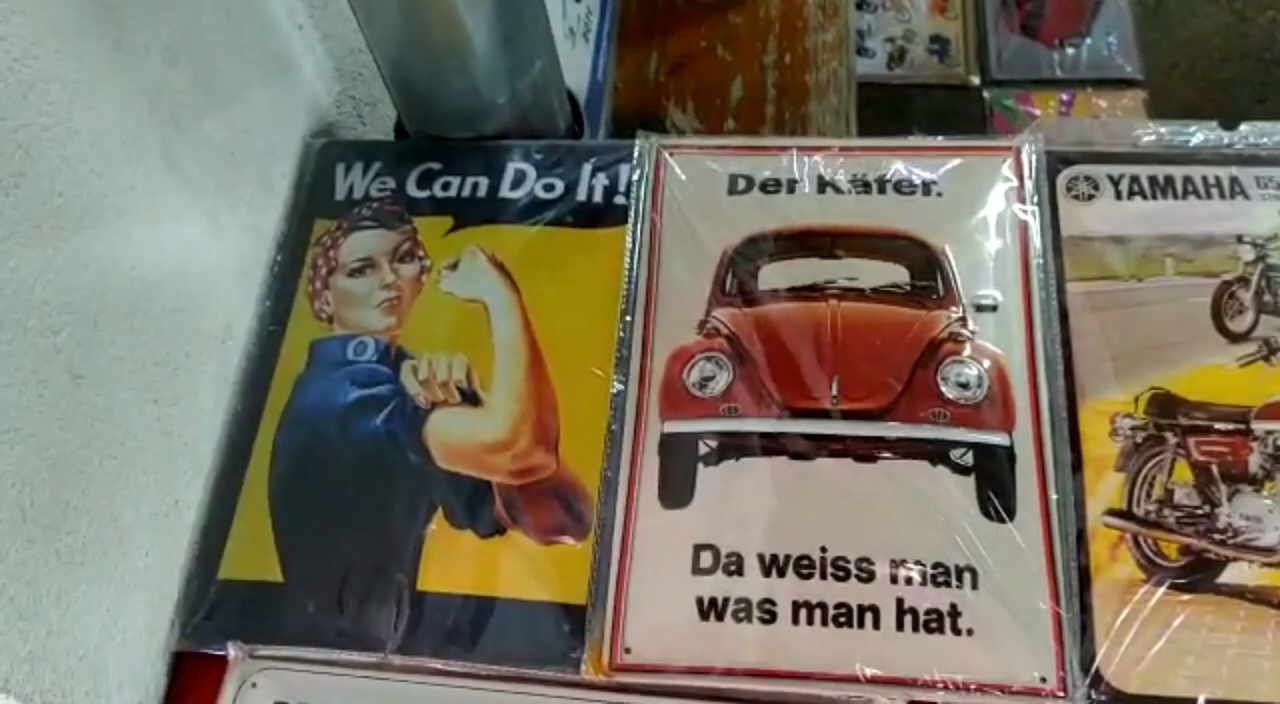 We Can Do It!
Der Käfer.
Da weiss man
was man hat.
YAMAHA